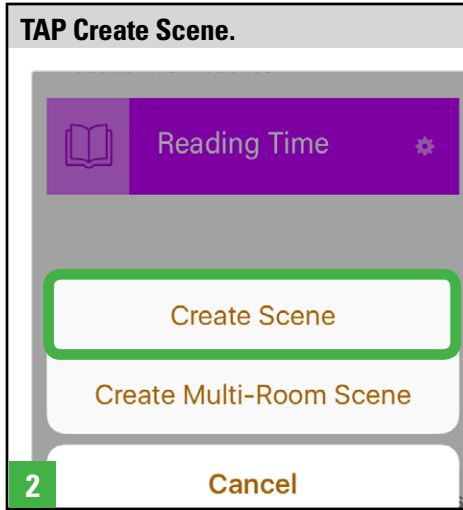 TAP Create Scene.
Reading Time
Create Scene
Create Multi-Room Scene
Cancel
2